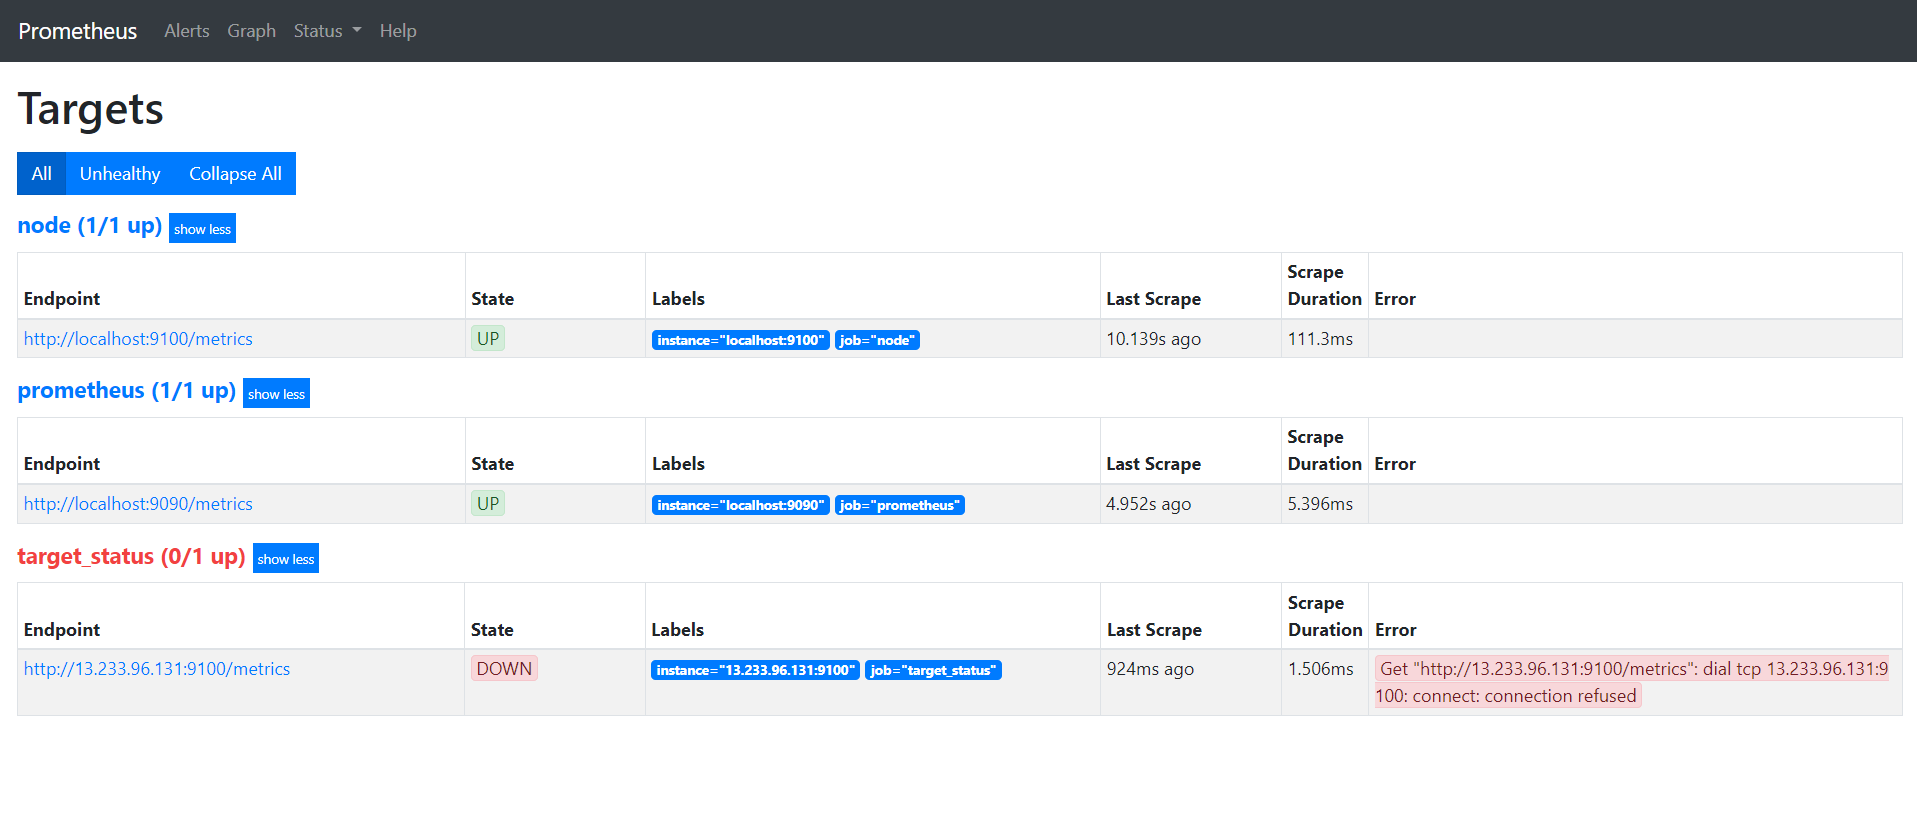 Prometheus Alerts Graph Status Help
Targets
All Unhealthy Collapse All
node (1/1 up) show less
Endpoint State Labels Last Scrape Scrape Duration Error
http://localhost:9100/metrics UP instance="localhost:9100" job="node" 10.139s ago 111.3ms
prometheus (1/1 up) show less
Endpoint State Labels Last Scrape Scrape Duration Error
http://localhost:9090/metrics UP instance="localhost:9090" job="prometheus" 4.952s ago 5.396ms
target_status (0/1 up) show less
Endpoint State Labels Last Scrape Scrape Duration Error
http://13.233.96.131:9100/metrics DOWN instance="13.233.96.131:9100" job="target_status" 924ms ago 1.506ms Get "http://13.233.96.131:9100/metrics": dial tcp 13.233.96.131:9
100: connect: connection refused